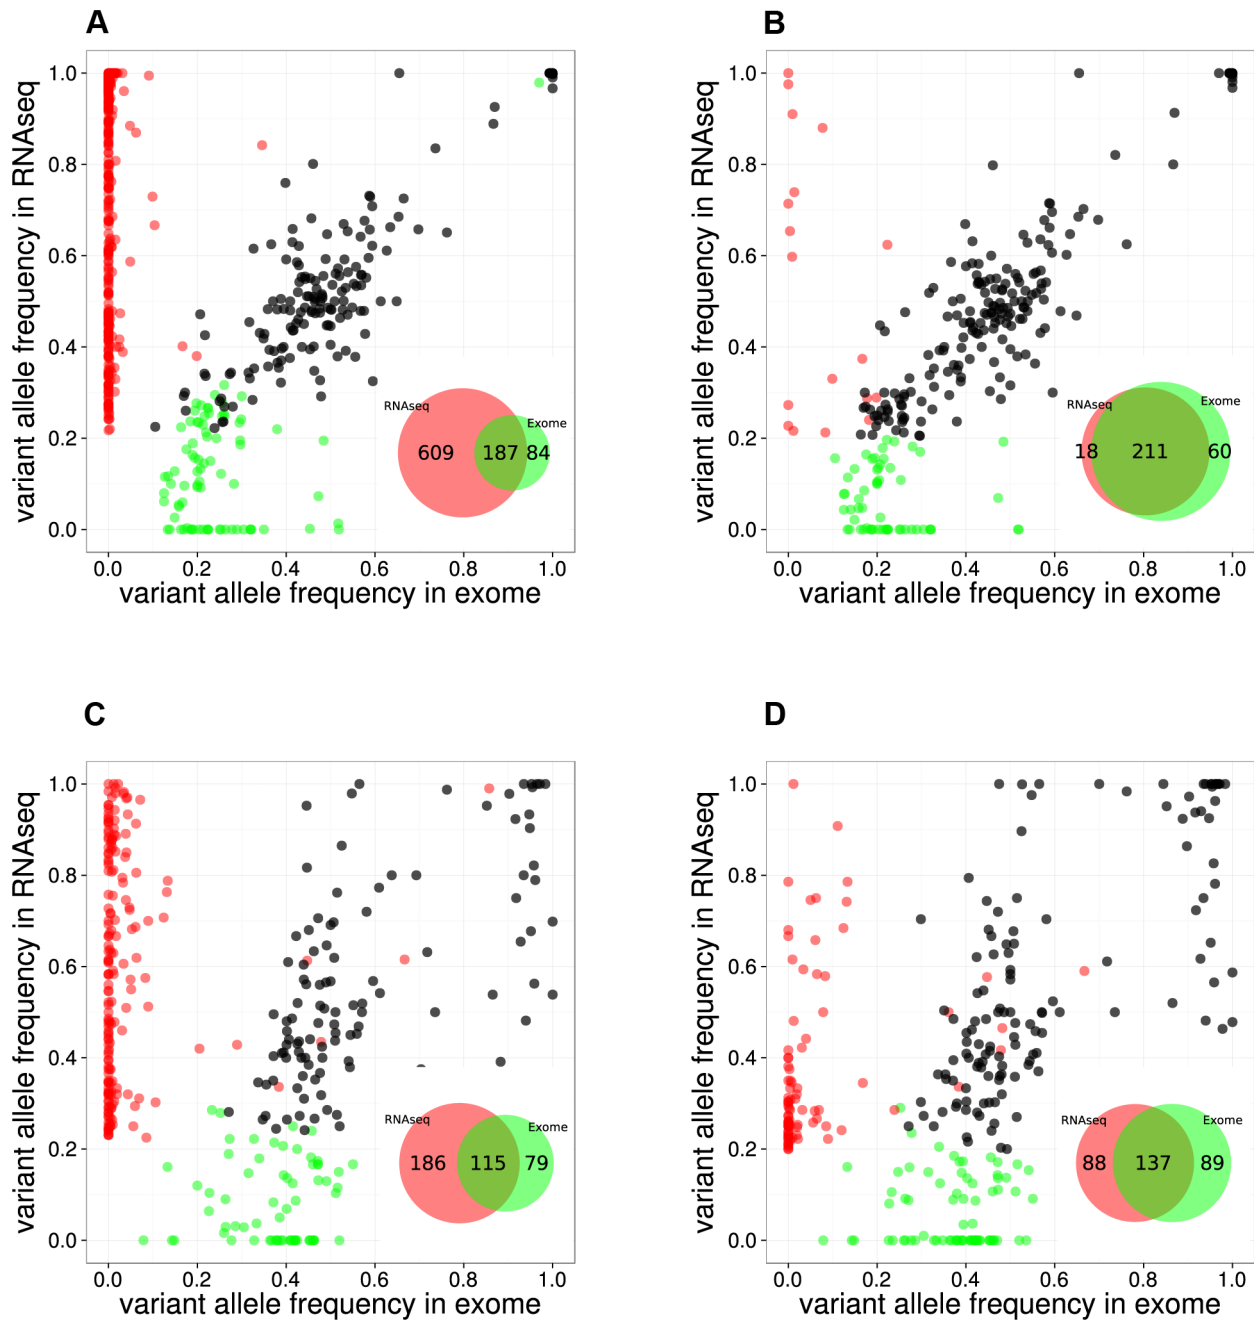 A
variant allele frequency in RNAseq
1.0
0.8
0.6
0.4
0.2
0.0
RNAseq
Exome
609 187 84
0.0 0.2 0.4 0.6 0.8 1.0
variant allele frequency in exome
B
variant allele frequency in RNAseq
1.0
0.8
0.6
0.4
0.2
0.0
RNAseq
Exome
18 211 60
0.0 0.2 0.4 0.6 0.8 1.0
variant allele frequency in exome
C
variant allele frequency in RNAseq
1.0
0.8
0.6
0.4
0.2
0.0
RNAseq
Exome
186 115 79
0.0 0.2 0.4 0.6 0.8 1.0
variant allele frequency in exome
D
variant allele frequency in RNAseq
1.0
0.8
0.6
0.4
0.2
0.0
RNAseq
Exome
88 137 89
0.0 0.2 0.4 0.6 0.8 1.0
variant allele frequency in exome